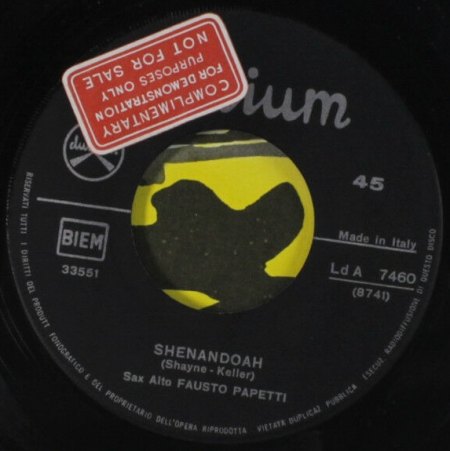 COMPLIMENTARY
FOR DEMONSTRATION
PURPOSES ONLY
NOT FOR SALE
ium
du
45
BIEM
33551
Made in Italy
Ld A 7460
(8741)
SHENANDOAH
(Shayne - Keller)
Sax Alto FAUSTO PAPETTI
RISERVATI TUTTI I DIRITTI DEL PRODUTT. FONOGRAFICO E DEL PROPRIETARIO DELL'OPERA RIPRODOTTA - VIETATA DUPLICAZ. PUBBLICA E RADIODIFFUSIONE DI QUESTO DISCO